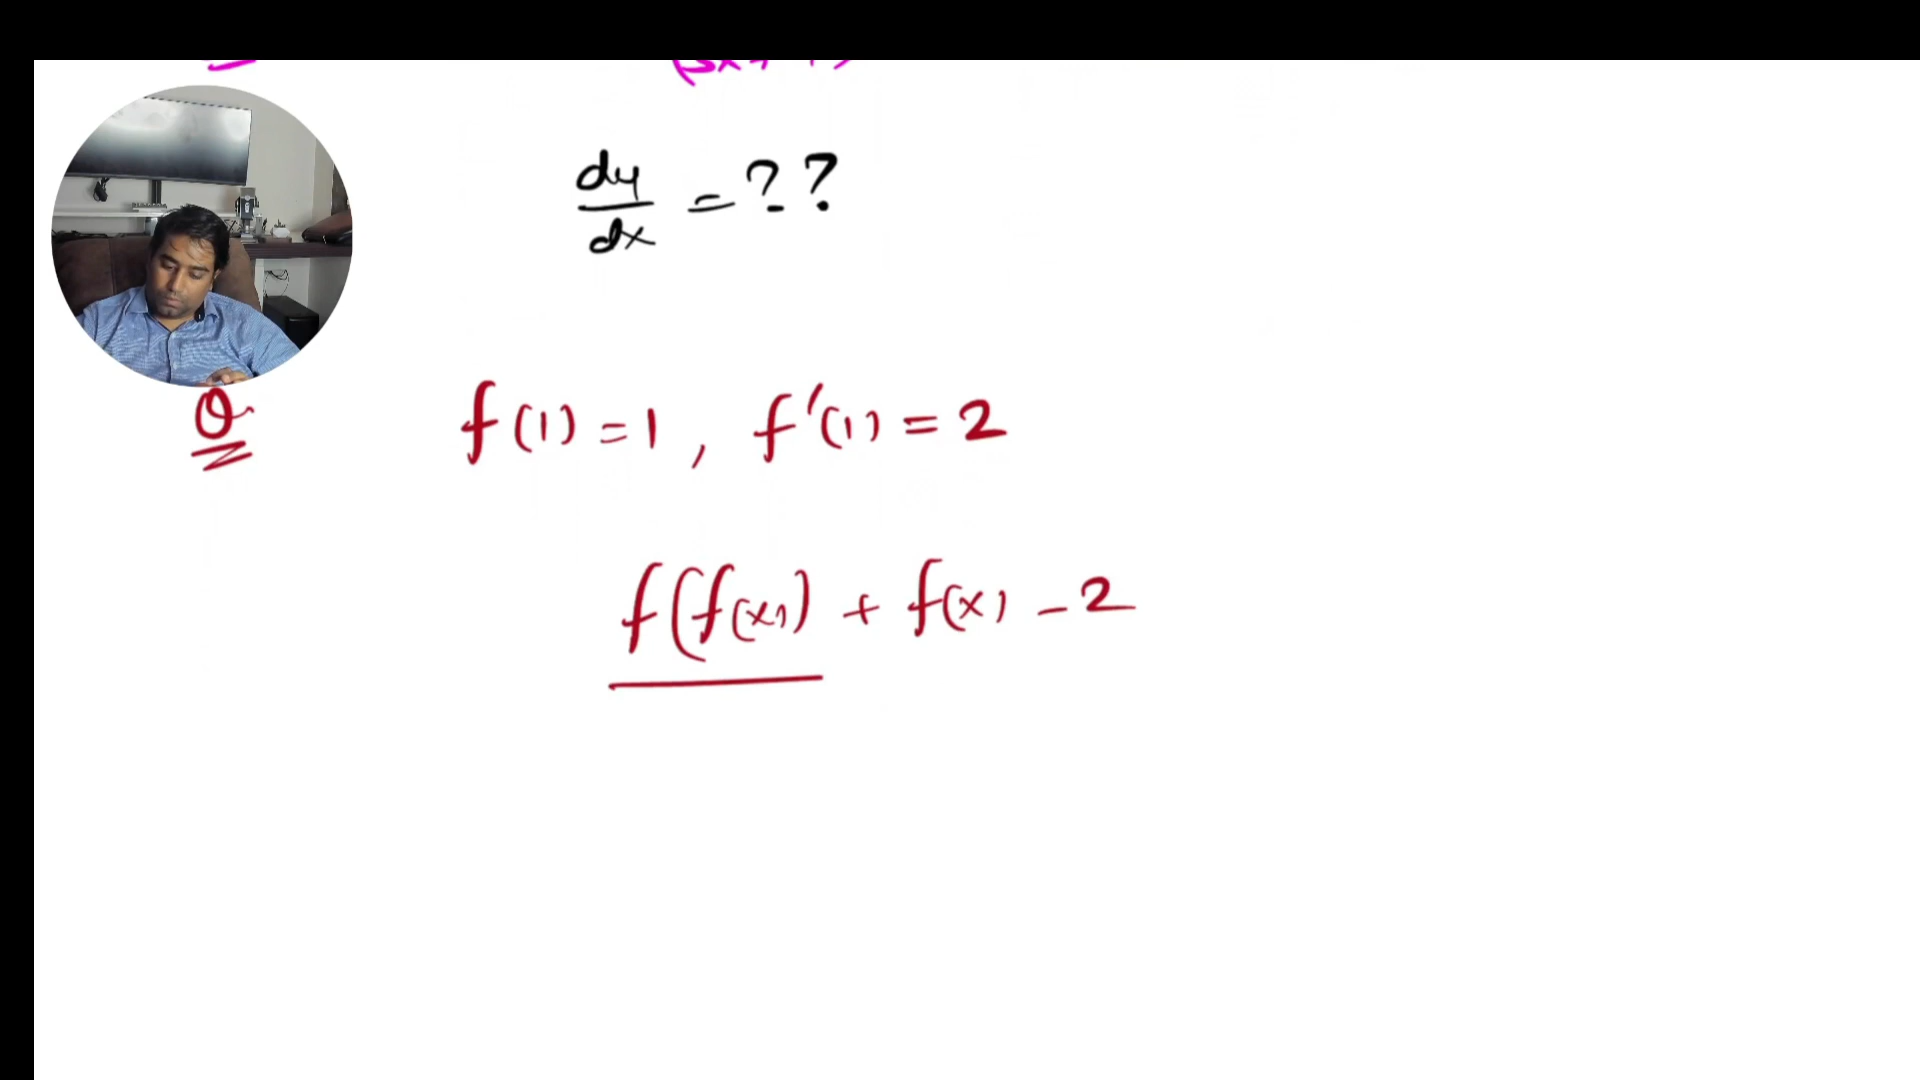 dy/dx = ??
Q f(1) = 1, f'(1) = 2
f(f(x)) + f(x) - 2